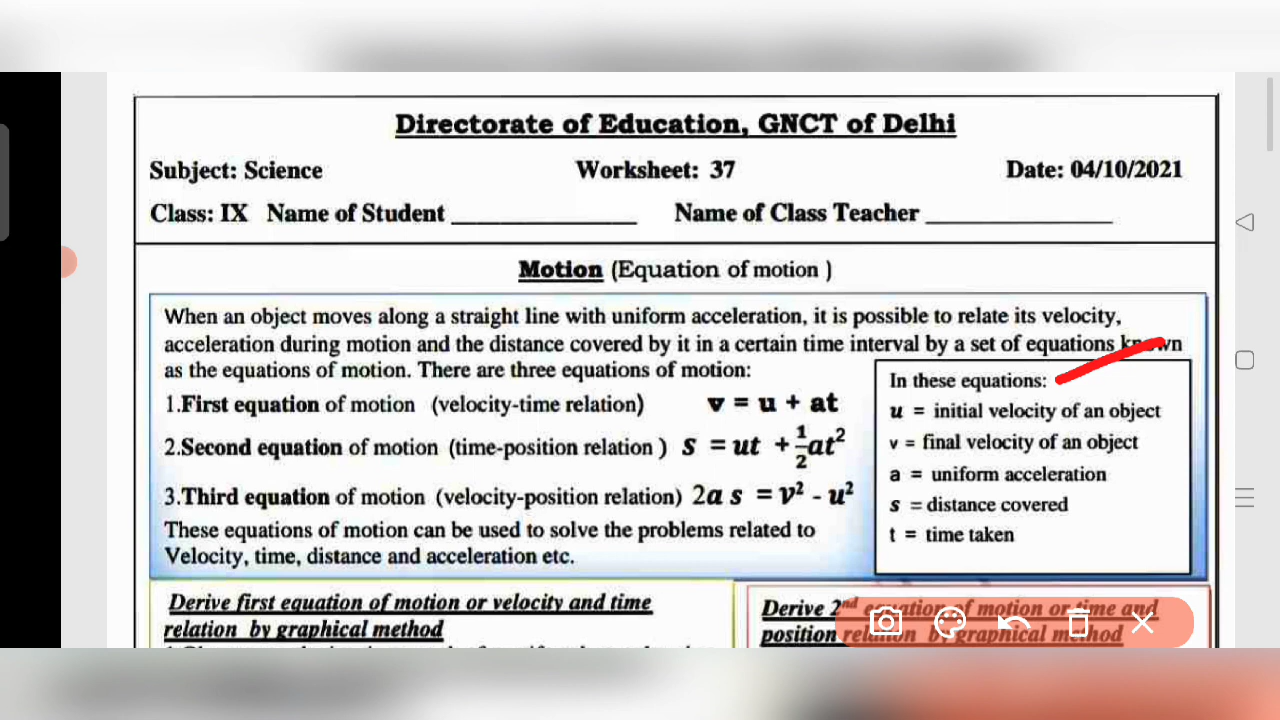 Directorate of Education, GNCT of Delhi
Subject: Science Worksheet: 37 Date: 04/10/2021
Class: IX Name of Student ______________ Name of Class Teacher ______________
Motion (Equation of motion )
When an object moves along a straight line with uniform acceleration, it is possible to relate its velocity,
acceleration during motion and the distance covered by it in a certain time interval by a set of equations known
as the equations of motion. There are three equations of motion:
1.First equation of motion (velocity-time relation) v = u + at
2.Second equation of motion (time-position relation ) s = ut + 1/2 at²
3.Third equation of motion (velocity-position relation) 2a s = v² - u²
These equations of motion can be used to solve the problems related to
Velocity, time, distance and acceleration etc.
In these equations:
u = initial velocity of an object
v = final velocity of an object
a = uniform acceleration
s = distance covered
t = time taken
Derive first equation of motion or velocity and time
relation by graphical method
Derive 2nd equation of motion or time and
position relation by graphical method